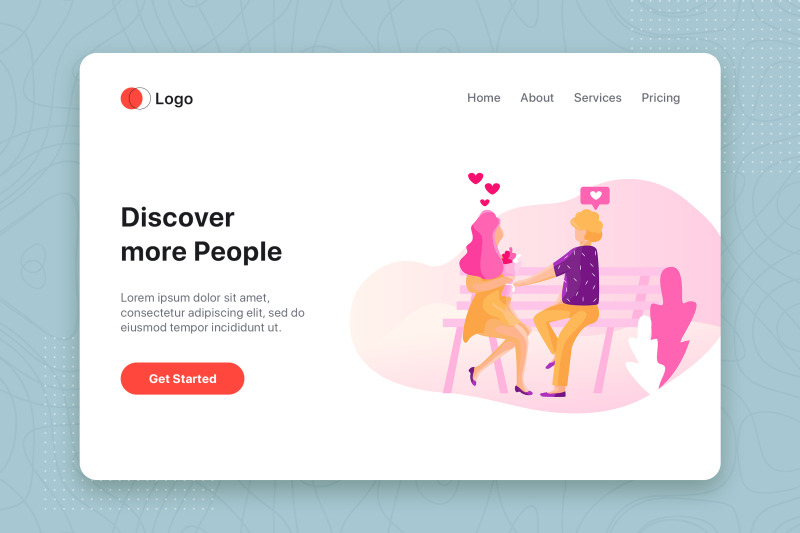 Logo
Home About Services Pricing
Discover
more People
Lorem ipsum dolor sit amet,
consectetur adipiscing elit, sed do
eiusmod tempor incididunt ut.
Get Started